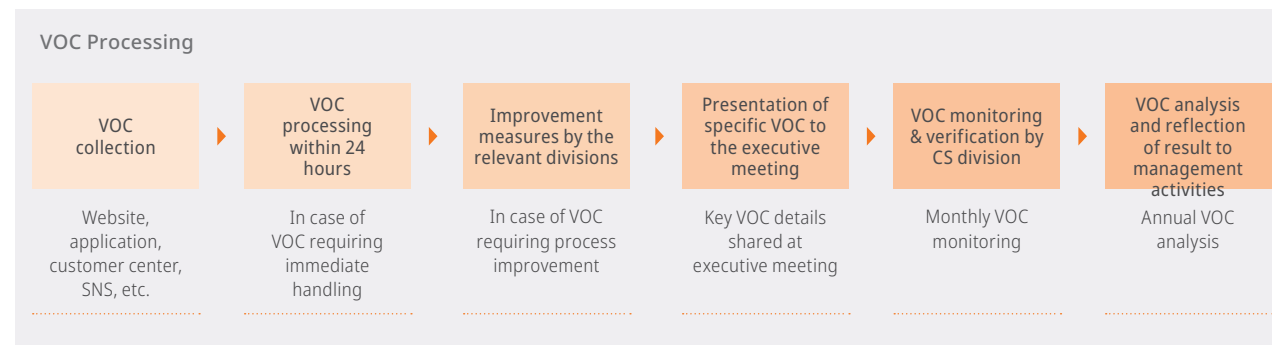 VOC Processing
VOC
collection
VOC
processing
within 24
hours
Improvement
measures by the
relevant divisions
Presentation of
specific VOC to
the executive
meeting
VOC monitoring
& verification by
CS division
VOC analysis
and reflection
of result to
management
activities
Website,
application,
customer center,
SNS, etc.
In case of
VOC requiring
immediate
handling
In case of VOC
requiring process
improvement
Key VOC details
shared at
executive meeting
Monthly VOC
monitoring
Annual VOC
analysis